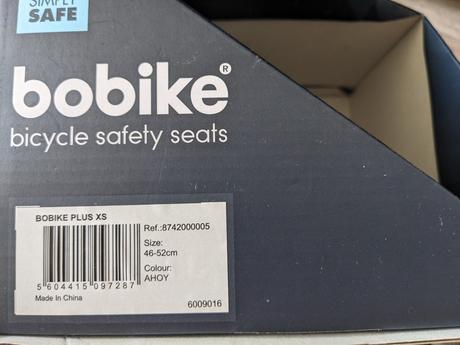 SIMPLY
SAFE
bobike®
bicycle safety seats
BOBIKE PLUS XS
Ref.:8742000005
Size:
46-52cm
Colour:
AHOY
5 604415 097287
Made In China
6009016